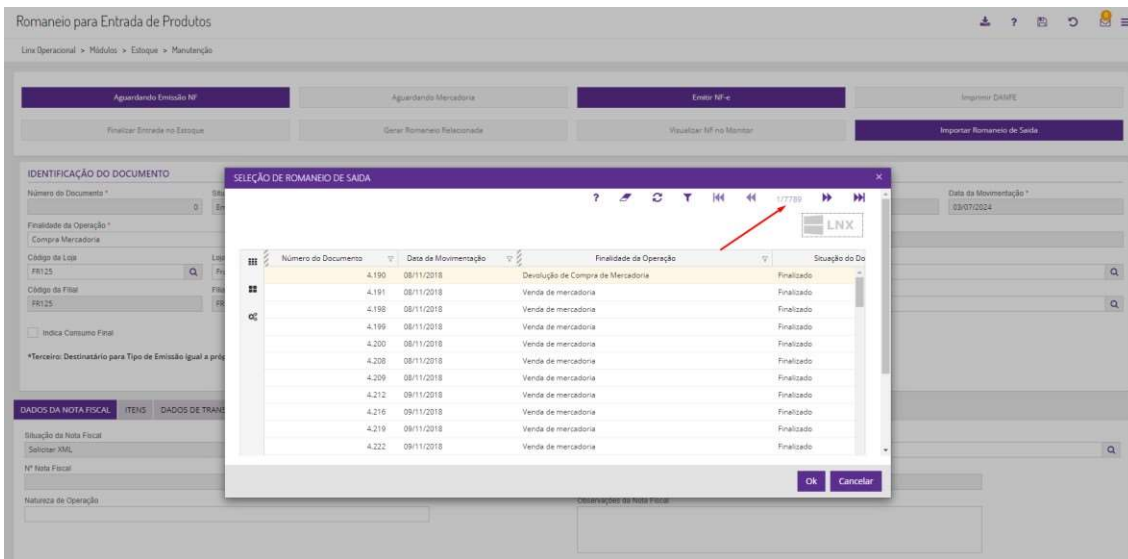 Romaneio para Entrada de Produtos
Linx Operacional > Módulos > Estoque > Manutenção
Aguardando Emissão NF
Aguardando Mercadoria
Emitir NF-e
Imprimir DANFE
Finalizar Entrada no Estoque
Gerar Romaneio Relacionado
Visualizar NF no Monitor
Importar Romaneio de Saída
IDENTIFICAÇÃO DO DOCUMENTO
Número do Documento *
0
Data da Movimentação *
03/07/2024
Finalidade da Operação *
Compra Mercadoria
Código da Loja
FR125
Código da Filial
FR125
Indica Consumo Final
*Terceiro: Destinatário para Tipo de Emissão igual a
SELEÇÃO DE ROMANEIO DE SAIDA
×
?
1/7789
LNX
Número do Documento Data da Movimentação Finalidade da Operação Situação do Do
4.190 08/11/2018 Devolução de Compra de Mercadoria Finalizado
4.191 08/11/2018 Venda de mercadoria Finalizado
4.198 08/11/2018 Venda de mercadoria Finalizado
4.199 08/11/2018 Venda de mercadoria Finalizado
4.200 08/11/2018 Venda de mercadoria Finalizado
4.208 08/11/2018 Venda de mercadoria Finalizado
4.209 08/11/2018 Venda de mercadoria Finalizado
4.212 09/11/2018 Venda de mercadoria Finalizado
4.216 09/11/2018 Venda de mercadoria Finalizado
4.219 09/11/2018 Venda de mercadoria Finalizado
4.222 09/11/2018 Venda de mercadoria Finalizado
Ok
Cancelar
DADOS DA NOTA FISCAL ITENS DADOS DE TRANS
Situação da Nota Fiscal
Solicitar XML
Nº Nota Fiscal
Natureza de Operação
Observações da Nota Fiscal